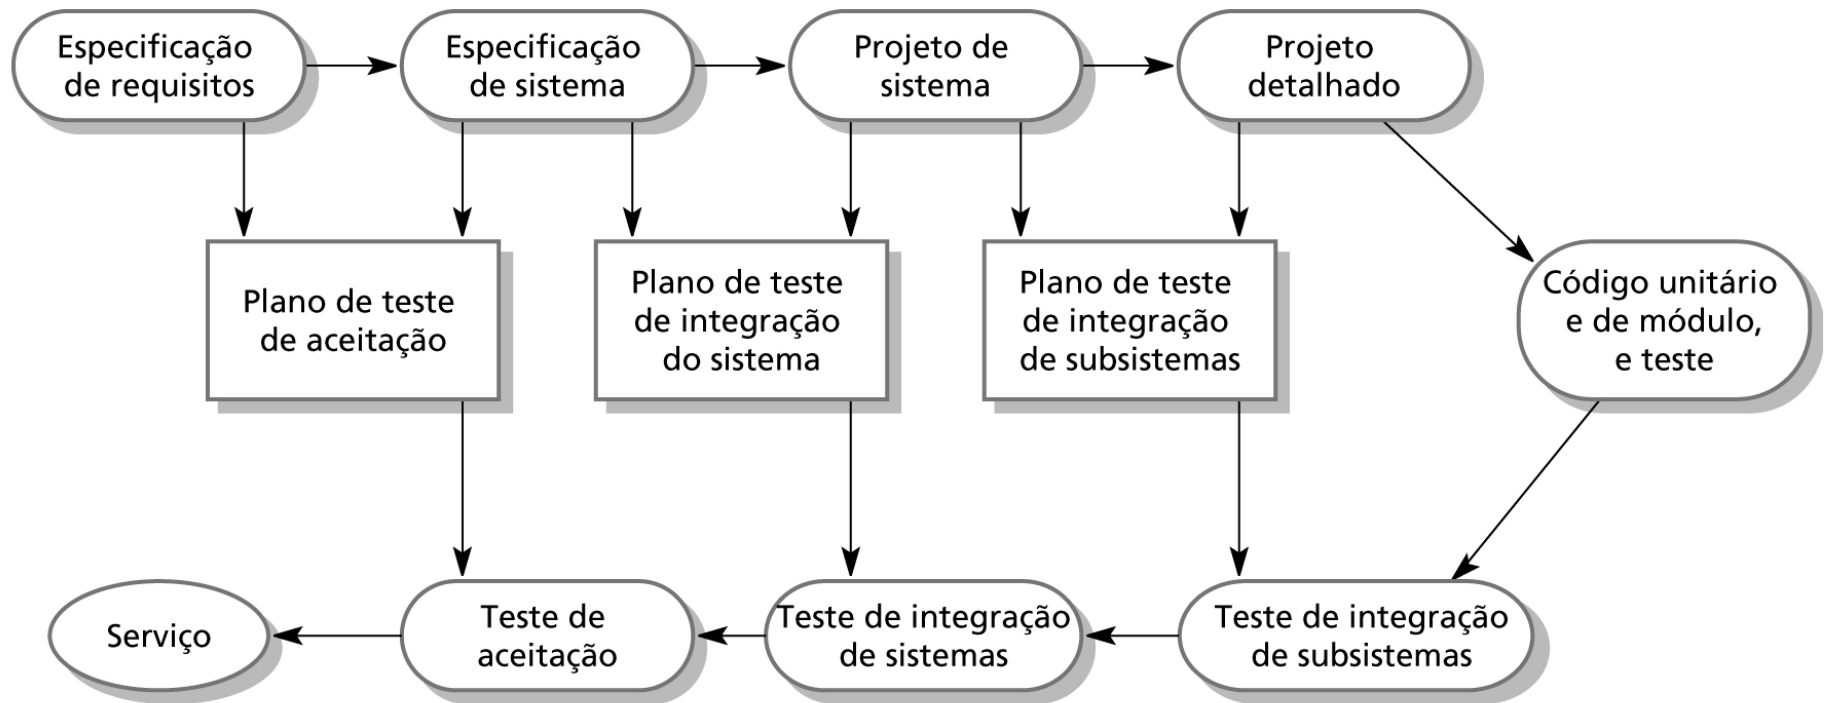 Especificação
de requisitos
Especificação
de sistema
Projeto de
sistema
Projeto
detalhado
Plano de teste
de aceitação
Plano de teste
de integração
do sistema
Plano de teste
de integração
de subsistemas
Código unitário
e de módulo,
e teste
Serviço
Teste de
aceitação
Teste de integração
de sistemas
Teste de integração
de subsistemas